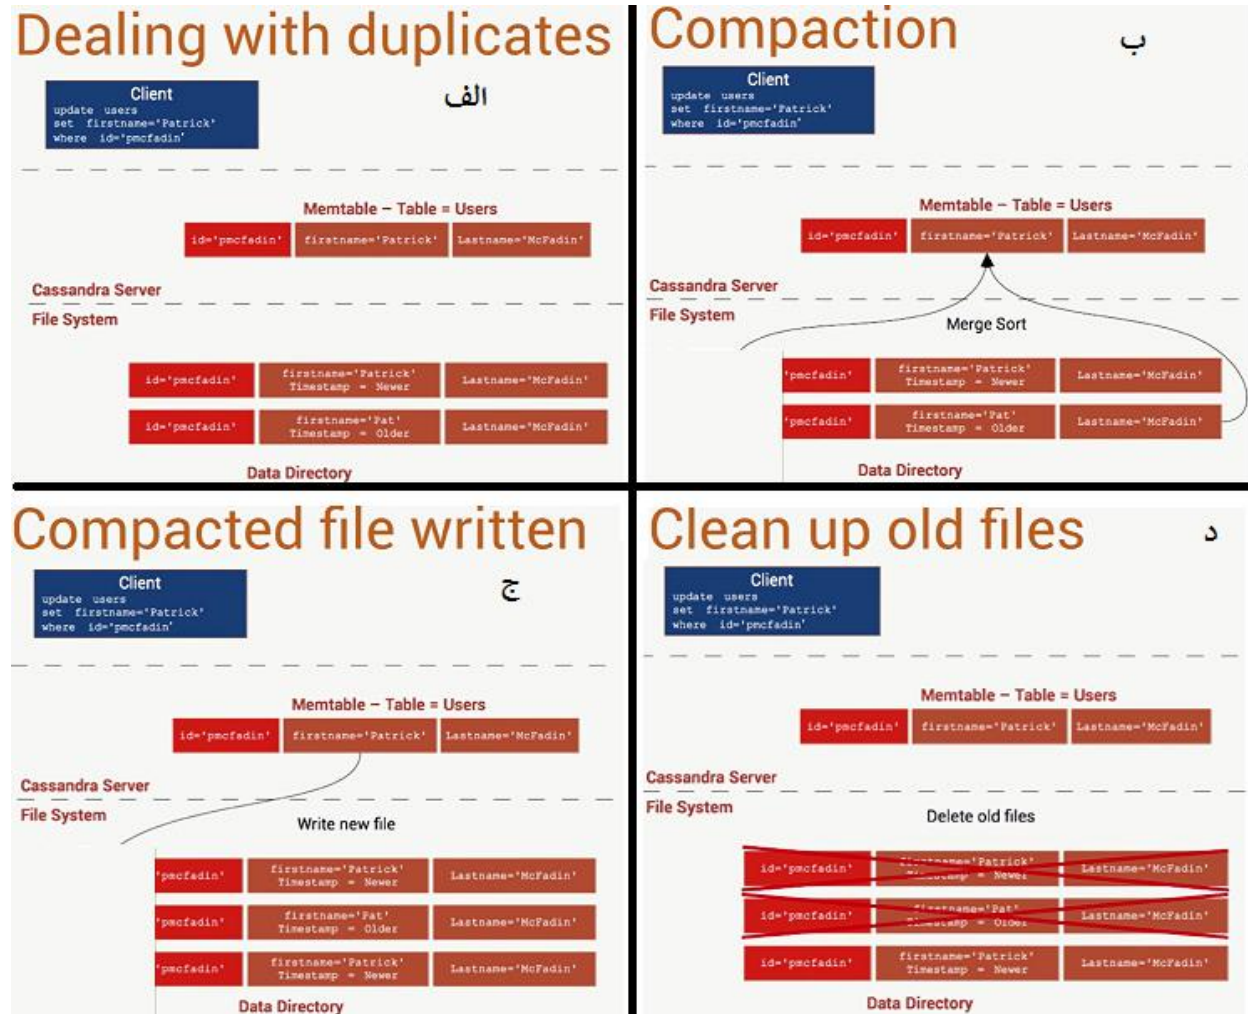 Dealing with duplicates
الف
Client
update users
set firstname='Patrick'
where id='pmcfadin'
Memtable – Table = Users
id='pmcfadin' firstname='Patrick' Lastname='McFadin'
Cassandra Server
File System
id='pmcfadin' firstname='Patrick' Timestamp = Newer Lastname='McFadin'
id='pmcfadin' firstname='Pat' Timestamp = Older Lastname='McFadin'
Data Directory
Compaction
ب
Client
update users
set firstname='Patrick'
where id='pmcfadin'
Memtable – Table = Users
id='pmcfadin' firstname='Patrick' Lastname='McFadin'
Cassandra Server
File System
Merge Sort
'pmcfadin' firstname='Patrick' Timestamp = Newer Lastname='McFadin'
'pmcfadin' firstname='Pat' Timestamp = Older Lastname='McFadin'
Data Directory
Compacted file written
ج
Client
update users
set firstname='Patrick'
where id='pmcfadin'
Memtable – Table = Users
id='pmcfadin' firstname='Patrick' Lastname='McFadin'
Cassandra Server
File System
Write new file
'pmcfadin' firstname='Patrick' Timestamp = Newer Lastname='McFadin'
'pmcfadin' firstname='Pat' Timestamp = Older Lastname='McFadin'
'pmcfadin' firstname='Patrick' Timestamp = Newer Lastname='McFadin'
Data Directory
Clean up old files
د
Client
update users
set firstname='Patrick'
where id='pmcfadin'
Memtable – Table = Users
id='pmcfadin' firstname='Patrick' Lastname='McFadin'
Cassandra Server
File System
Delete old files
id='pmcfadin' firstname='Patrick' Timestamp = Newer Lastname='McFadin'
id='pmcfadin' firstname='Pat' Timestamp = Older Lastname='McFadin'
id='pmcfadin' firstname='Patrick' Timestamp = Newer Lastname='McFadin'
Data Directory